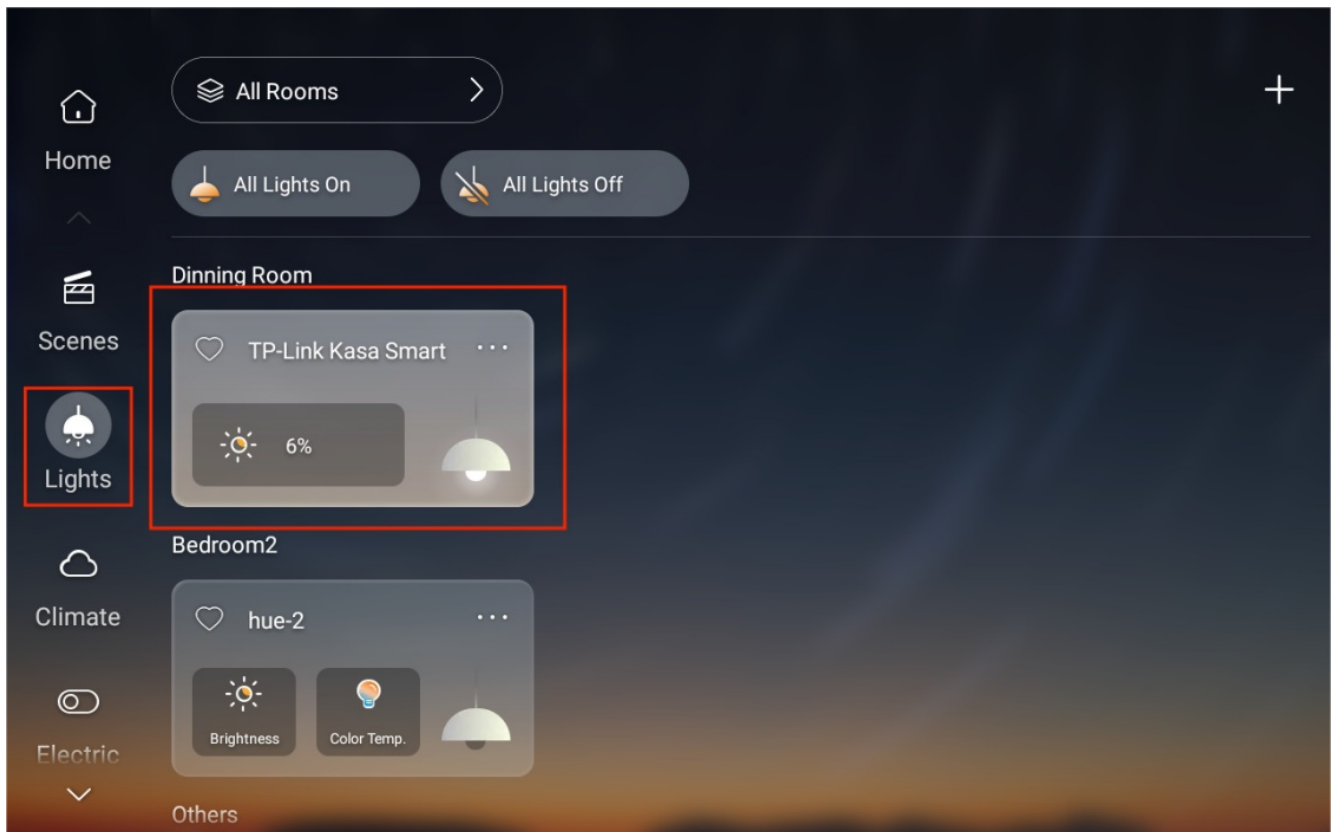 All Rooms
Home
All Lights On
All Lights Off
Dinning Room
Scenes
TP-Link Kasa Smart
6%
Lights
Bedroom2
Climate
hue-2
Brightness
Color Temp.
Electric
Others